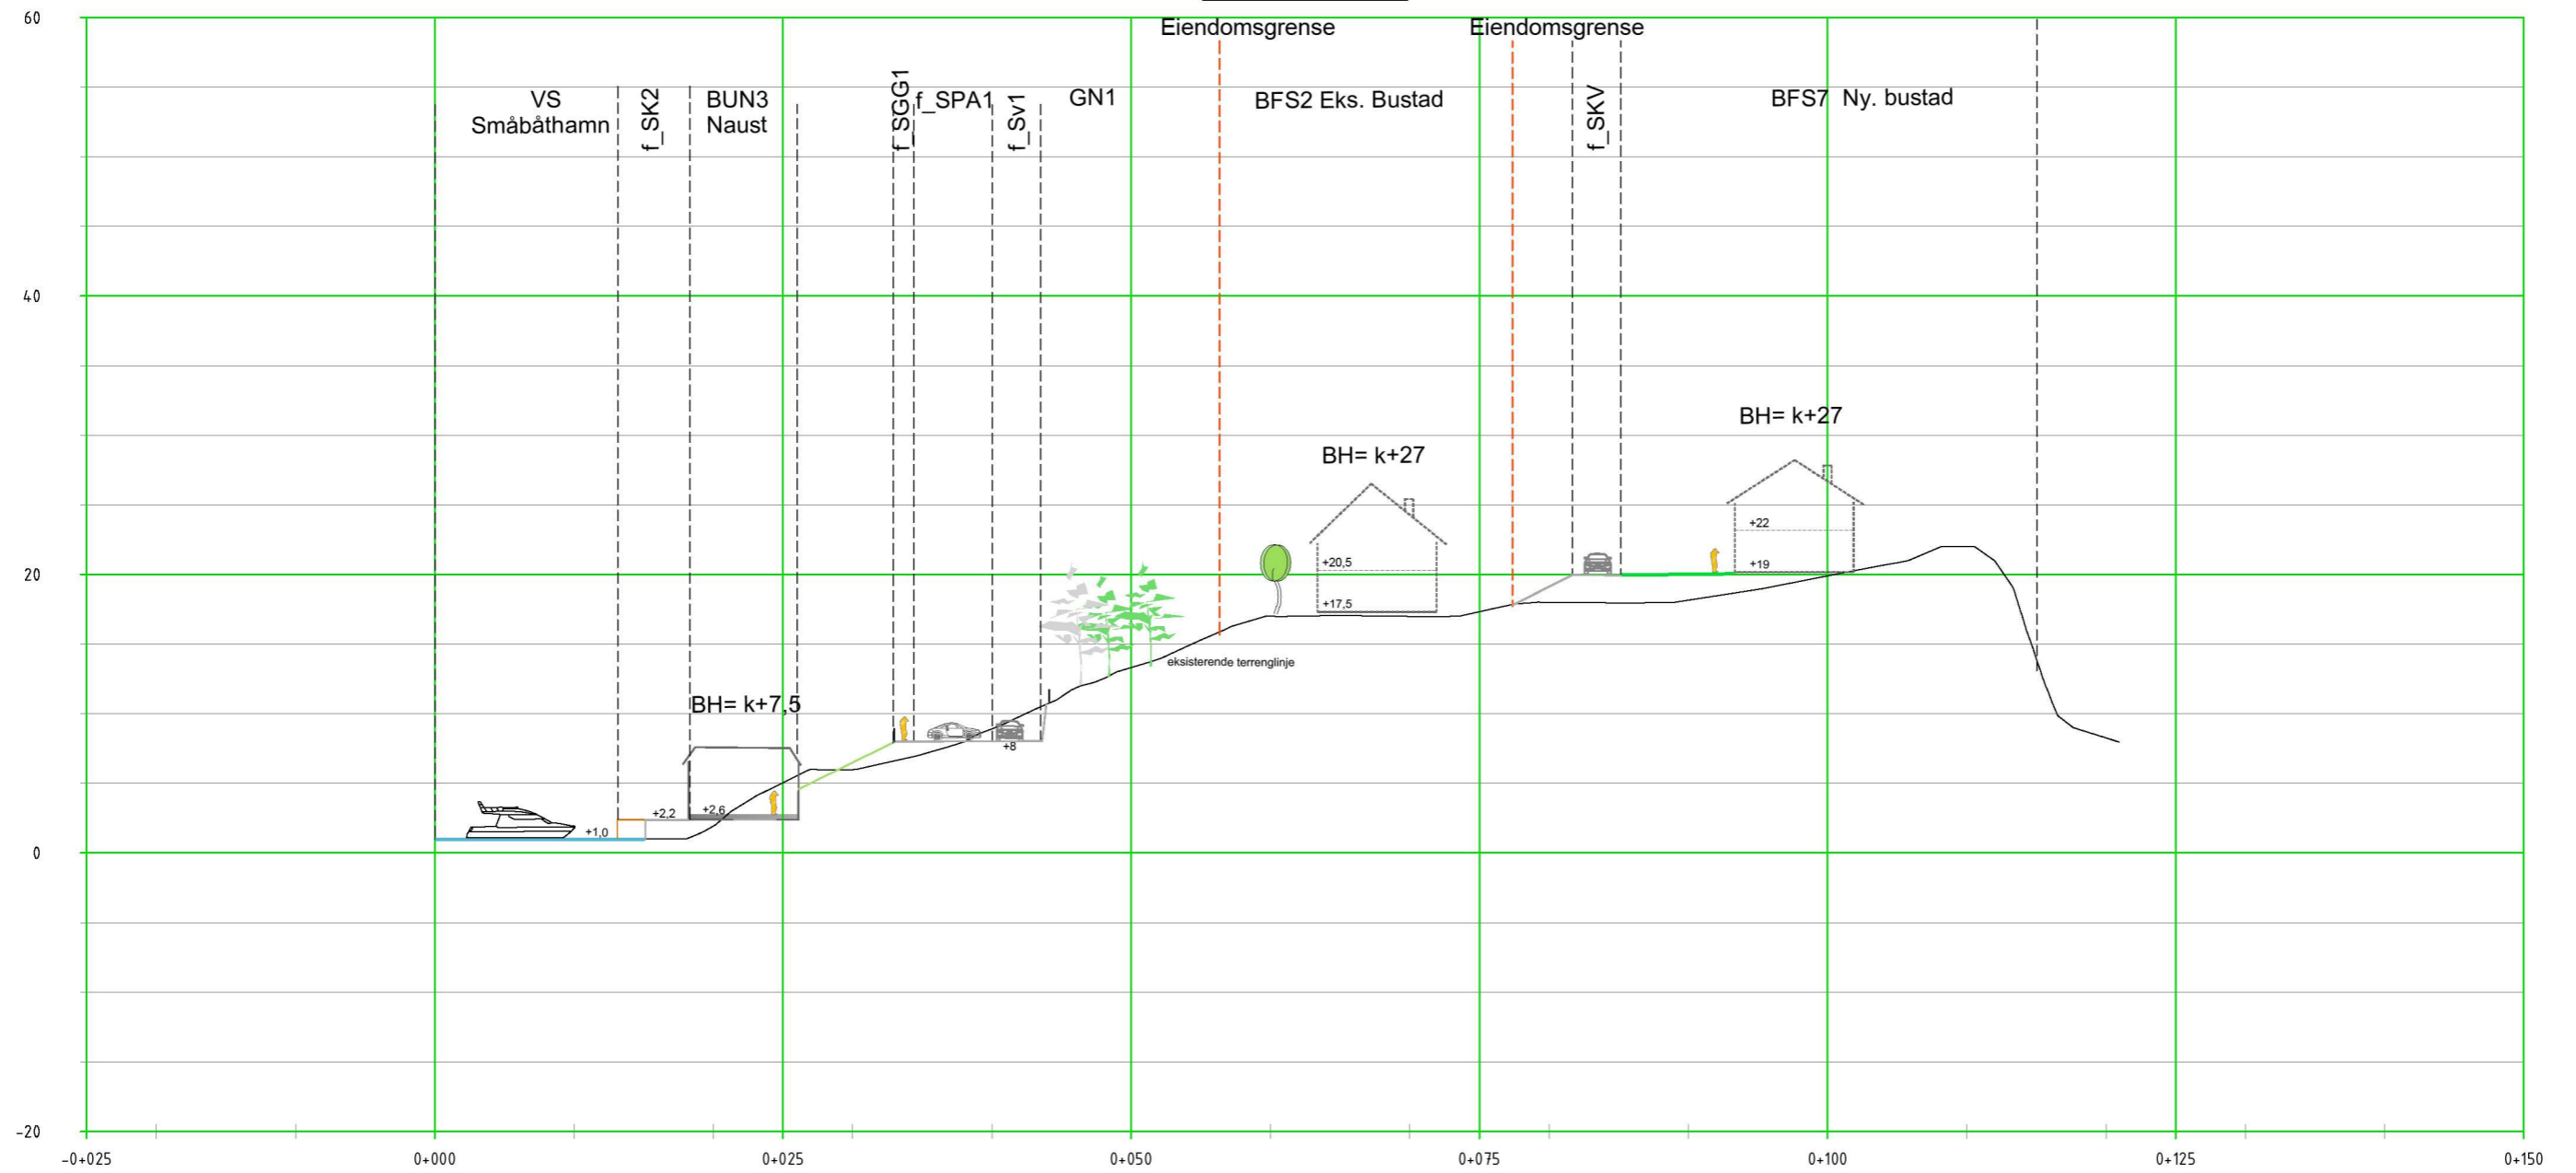 60
Eiendomsgrense
Eiendomsgrense
VS
Småbåthamn
f_SK2
BUN3
Naust
f_SGG1
f_SPA1
f_Sv1
GN1
BFS2 Eks. Bustad
f_SKV
BFS7 Ny. bustad
40
BH= k+27
BH= k+27
+22
20
+20,5
+19
+17,5
eksisterende terrenglinje
BH= k+7,5
+8
+2,2
+2,6
+1,0
0
-20
-0+025
0+000
0+025
0+050
0+075
0+100
0+125
0+150